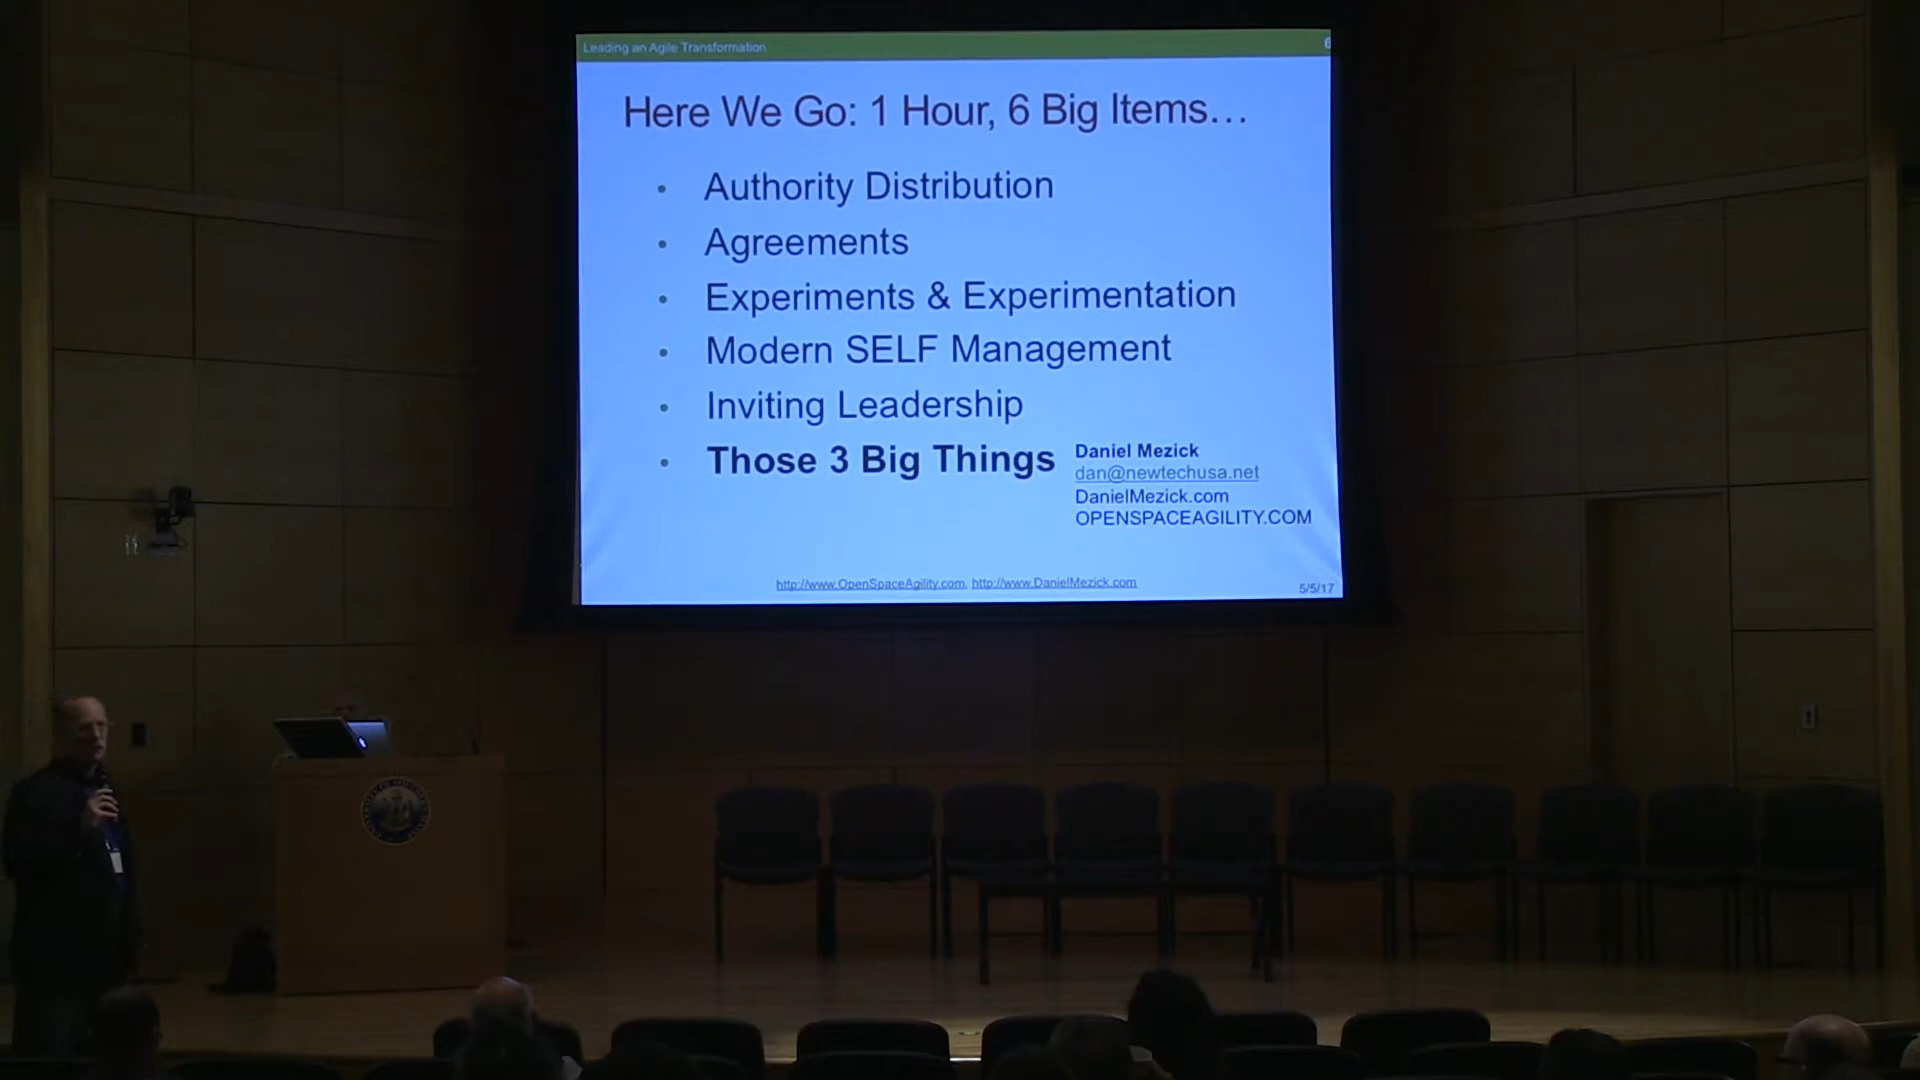 Leading an Agile Transformation
6
Here We Go: 1 Hour, 6 Big Items…
• Authority Distribution
• Agreements
• Experiments & Experimentation
• Modern SELF Management
• Inviting Leadership
• Those 3 Big Things
Daniel Mezick
dan@newtechusa.net
DanielMezick.com
OPENSPACEAGILITY.COM
http://www.OpenSpaceAgility.com, http://www.DanielMezick.com
5/5/17